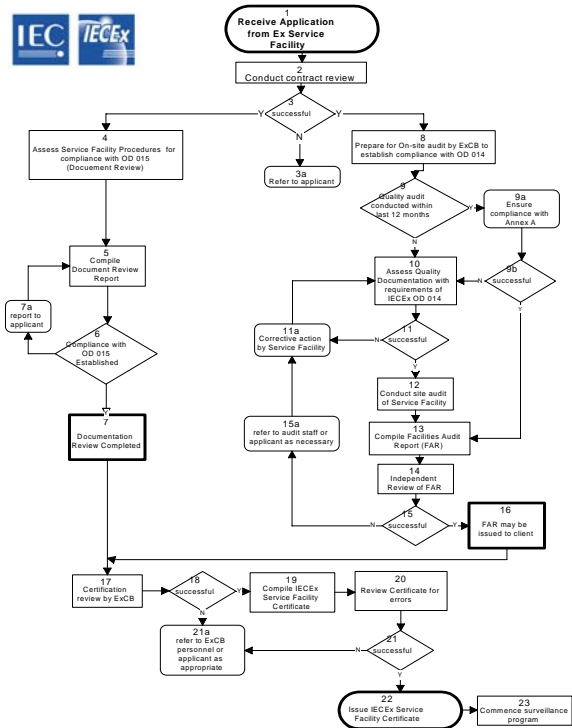 IEC
IECEx
1
Receive Application
from Ex Service
Facility
2
Conduct contract review
3
successful
Y
Y
N
3a
Refer to applicant
4
Assess Service Facility Procedures for
compliance with OD 015
(Docuement Review)
5
Compile
Document Review
Report
7a
report to
applicant
6
Compliance with
OD 015
Established
Y
7
Documentation
Review Completed
8
Prepare for On-site audit by ExCB to
establish compliance with OD 014
9
Quality audit
conducted within
last 12 months
Y
N
9a
Ensure
compliance with
Annex A
9b
successful
N
Y
10
Assess Quality
Documentation with
requirements of
IECEx OD 014
11
successful
N
Y
11a
Corrective action
by Service Facility
12
Conduct site audit
of Service Facility
13
Compile Facilities Audit
Report (FAR)
14
Independent
Review of FAR
15
successful
N
Y
15a
refer to audit staff or
applicant as necessary
16
FAR may be
issued to client
17
Certification
review by ExCB
18
successful
Y
N
19
Compile IECEx
Service Facility
Certificate
20
Review Certificate for
errors
21
successful
N
Y
21a
refer to ExCB
personnel or
applicant as
appropriate
22
Issue IECEx Service
Facility Certificate
23
Commence surveillance
program